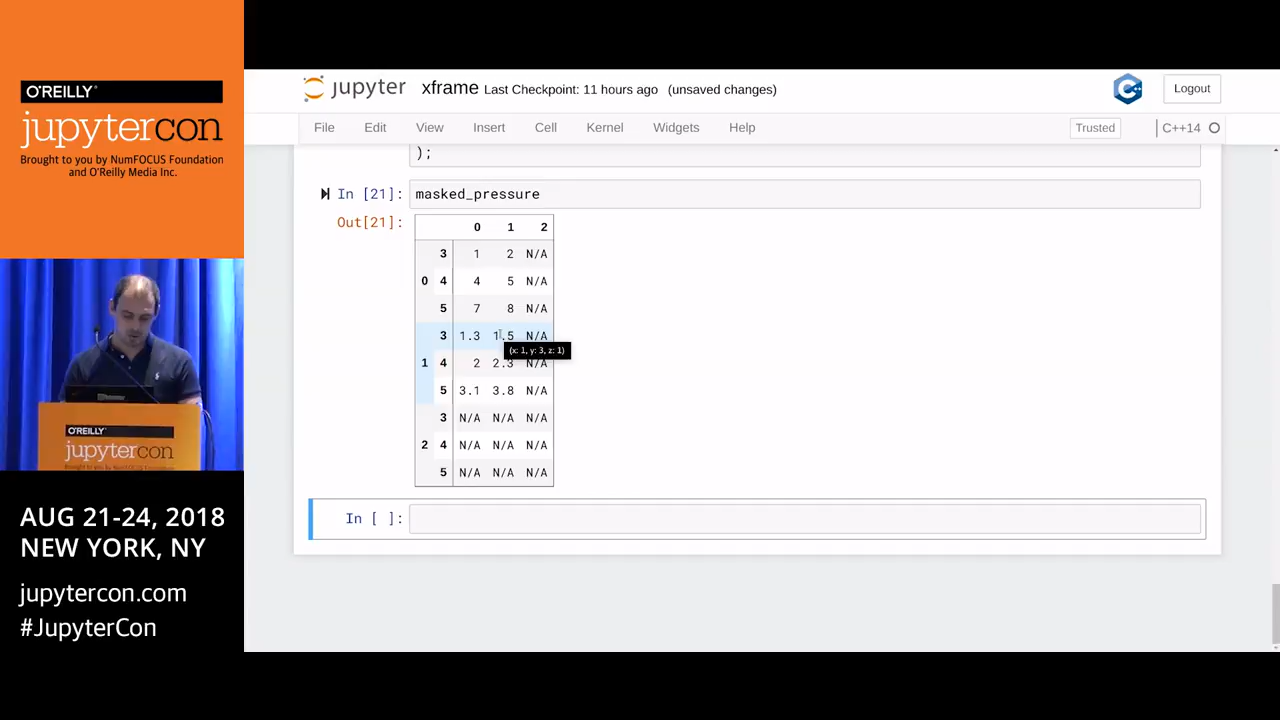 O'REILLY®
jupytercon
Brought to you by NumFOCUS Foundation
and O'Reilly Media Inc.
O'REILLY
jupytercon
AUG 21-24, 2018
NEW YORK, NY
jupytercon.com
#JupyterCon
jupyter xframe Last Checkpoint: 11 hours ago (unsaved changes)
C++
Logout
File Edit View Insert Cell Kernel Widgets Help
Trusted
C++14
);
In [21]: masked_pressure
Out[21]:
0 1 2
3 1 2 N/A
0 4 4 5 N/A
5 7 8 N/A
3 1.3 1.5 N/A
(x: 1, y: 3, z: 1)
1 4 2 2.3 N/A
5 3.1 3.8 N/A
3 N/A N/A N/A
2 4 N/A N/A N/A
5 N/A N/A N/A
In [ ]: